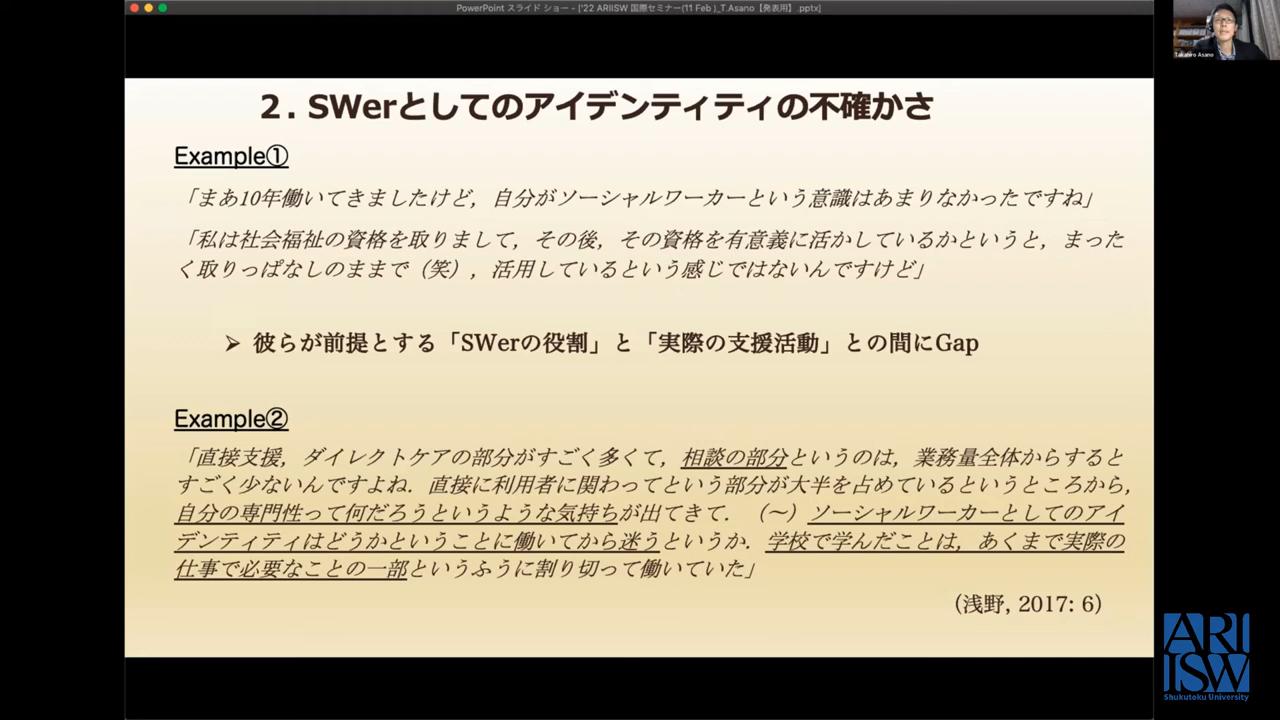 PowerPoint スライド ショー - ['22 ARIISW 国際セミナー(11 Feb )_T.Asano【発表用】.pptx]
Takahiro Asano
２. SWerとしてのアイデンティティの不確かさ
Example①
「まあ10年働いてきましたけど，自分がソーシャルワーカーという意識はあまりなかったですね」
「私は社会福祉の資格を取りまして，その後，その資格を有意義に活かしているかというと，まった
く取りっぱなしのままで（笑），活用しているという感じではないんですけど」
➢ 彼らが前提とする「SWerの役割」と「実際の支援活動」との間にGap
Example②
「直接支援，ダイレクトケアの部分がすごく多くて，相談の部分というのは，業務量全体からすると
すごく少ないんですよね．直接に利用者に関わってという部分が大半を占めているというところから，
自分の専門性って何だろうというような気持ちが出てきて．（～）ソーシャルワーカーとしてのアイ
デンティティはどうかということに働いてから迷うというか．学校で学んだことは，あくまで実際の
仕事で必要なことの一部というふうに割り切って働いていた」
（浅野, 2017: 6）
ARI
ISW
Shukutoku University